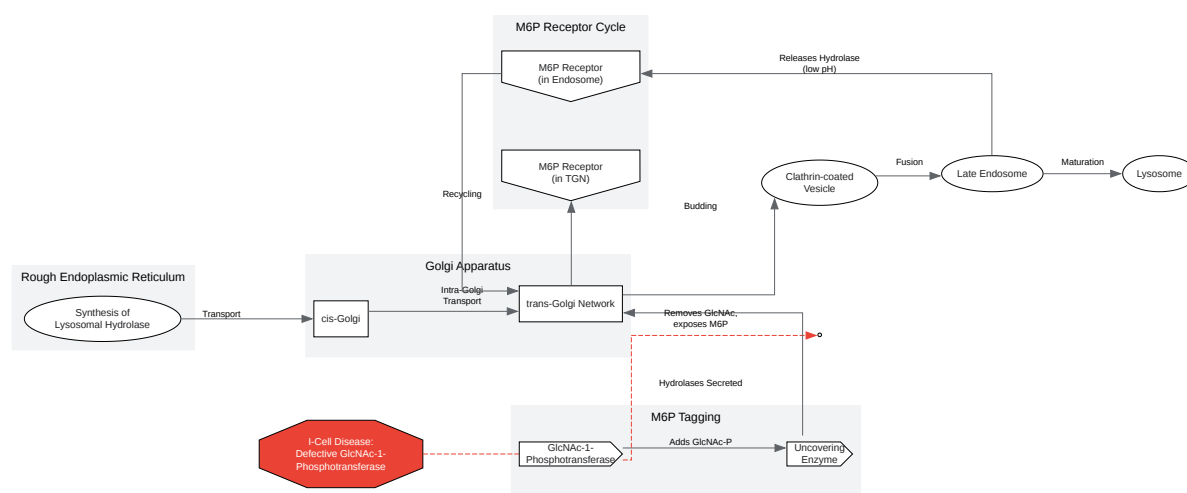 M6P Receptor Cycle
M6P Receptor
(in Endosome)
Releases Hydrolase
(low pH)
M6P Receptor
(in TGN)
Clathrin-coated
Vesicle
Fusion
Late Endosome
Maturation
Lysosome
Recycling
Budding
Rough Endoplasmic Reticulum
Synthesis of
Lysosomal Hydrolase
Transport
Golgi Apparatus
cis-Golgi
Intra-Golgi
Transport
trans-Golgi Network
Removes GlcNAc,
exposes M6P
Hydrolases Secreted
M6P Tagging
I-Cell Disease:
Defective GlcNAc-1-
Phosphotransferase
GlcNAc-1-
Phosphotransferase
Adds GlcNAc-P
Uncovering
Enzyme